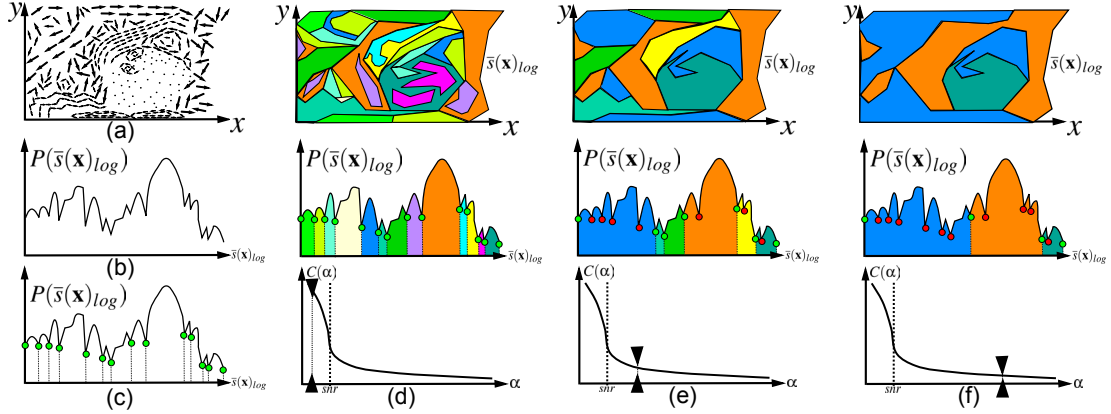 y
x
(a)
P(s̅(𝐱)log)
s̅(𝐱)log
(b)
P(s̅(𝐱)log)
s̅(𝐱)log
(c)
y
s̅(𝐱)log
x
P(s̅(𝐱)log)
s̅(𝐱)log
C(α)
snr
α
(d)
y
s̅(𝐱)log
x
P(s̅(𝐱)log)
s̅(𝐱)log
C(α)
snr
α
(e)
y
s̅(𝐱)log
x
P(s̅(𝐱)log)
s̅(𝐱)log
C(α)
snr
α
(f)